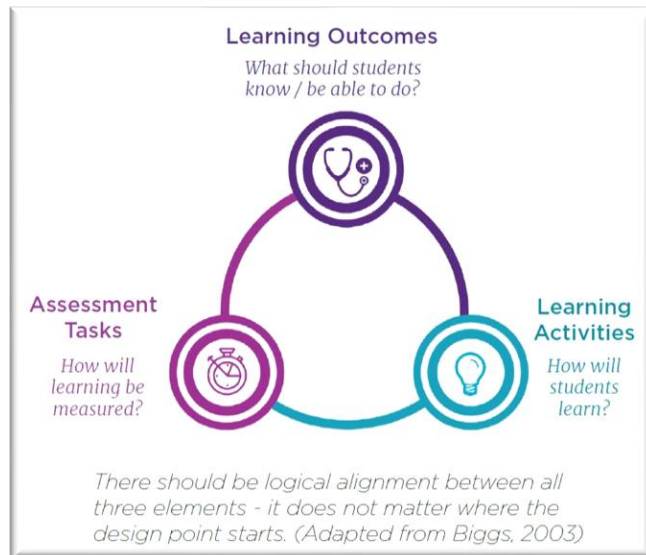 Learning Outcomes
What should students
know / be able to do?
Assessment
Tasks
How will
learning be
measured?
Learning
Activities
How will
students
learn?
There should be logical alignment between all
three elements - it does not matter where the
design point starts. (Adapted from Biggs, 2003)